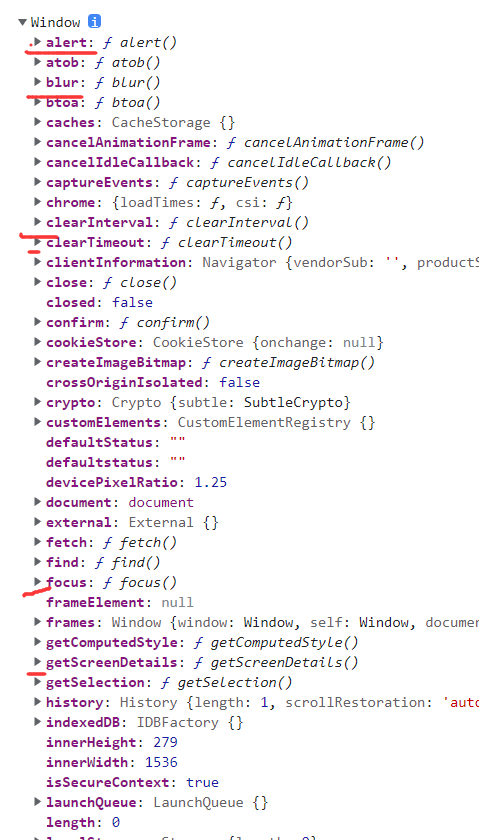 Window i
alert: ƒ alert()
atob: ƒ atob()
blur: ƒ blur()
btoa: ƒ btoa()
caches: CacheStorage {}
cancelAnimationFrame: ƒ cancelAnimationFrame()
cancelIdleCallback: ƒ cancelIdleCallback()
captureEvents: ƒ captureEvents()
chrome: {loadTimes: ƒ, csi: ƒ}
clearInterval: ƒ clearInterval()
clearTimeout: ƒ clearTimeout()
clientInformation: Navigator {vendorSub: '', productS
close: ƒ close()
closed: false
confirm: ƒ confirm()
cookieStore: CookieStore {onchange: null}
createImageBitmap: ƒ createImageBitmap()
crossOriginIsolated: false
crypto: Crypto {subtle: SubtleCrypto}
customElements: CustomElementRegistry {}
defaultStatus: ""
defaultstatus: ""
devicePixelRatio: 1.25
document: document
external: External {}
fetch: ƒ fetch()
find: ƒ find()
focus: ƒ focus()
frameElement: null
frames: Window {window: Window, self: Window, documen
getComputedStyle: ƒ getComputedStyle()
getScreenDetails: ƒ getScreenDetails()
getSelection: ƒ getSelection()
history: History {length: 1, scrollRestoration: 'auto
indexedDB: IDBFactory {}
innerHeight: 279
innerWidth: 1536
isSecureContext: true
launchQueue: LaunchQueue {}
length: 0